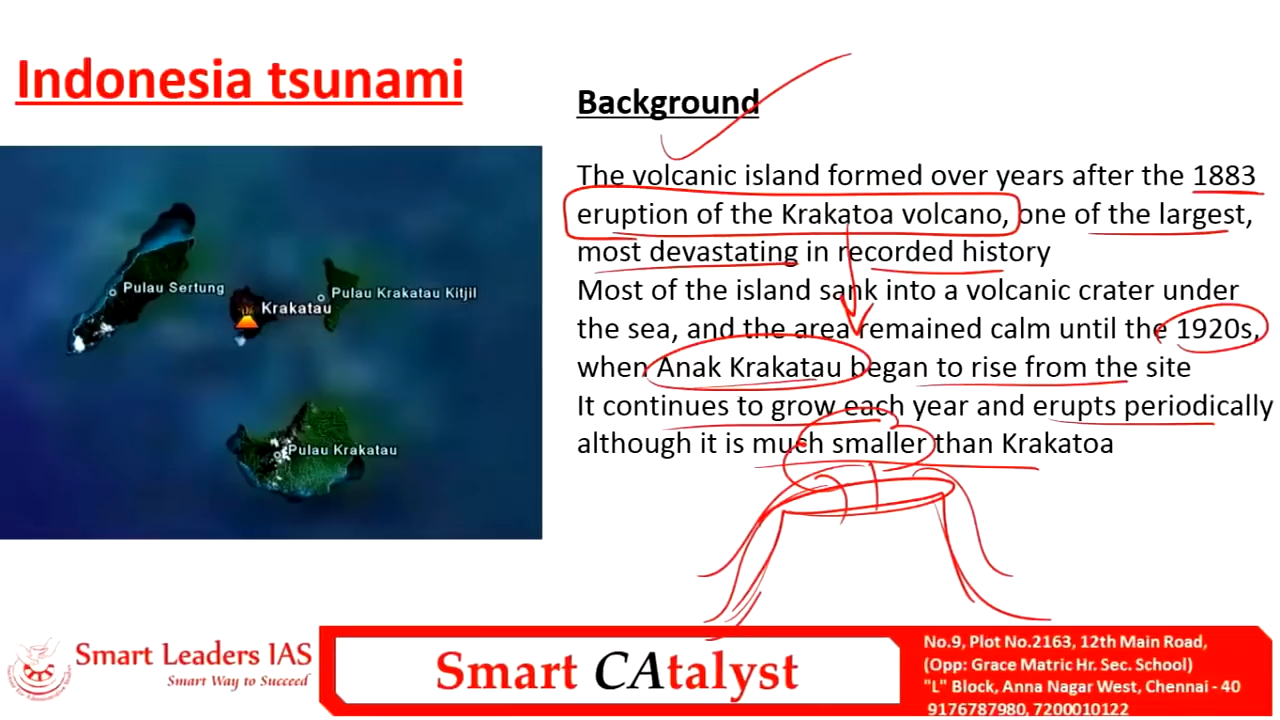 Indonesia tsunami
Background
The volcanic island formed over years after the 1883
eruption of the Krakatoa volcano, one of the largest,
most devastating in recorded history
Most of the island sank into a volcanic crater under
the sea, and the area remained calm until the 1920s,
when Anak Krakatau began to rise from the site
It continues to grow each year and erupts periodically
although it is much smaller than Krakatoa
Pulau Sertung
Krakatau
Pulau Krakatau Kitjil
Pulau Krakatau
Smart Leaders IAS
Smart Way to Succeed
Smart CAtalyst
No.9, Plot No.2163, 12th Main Road,
(Opp: Grace Matric Hr. Sec. School)
"L" Block, Anna Nagar West, Chennai - 40
9176787980, 7200010122